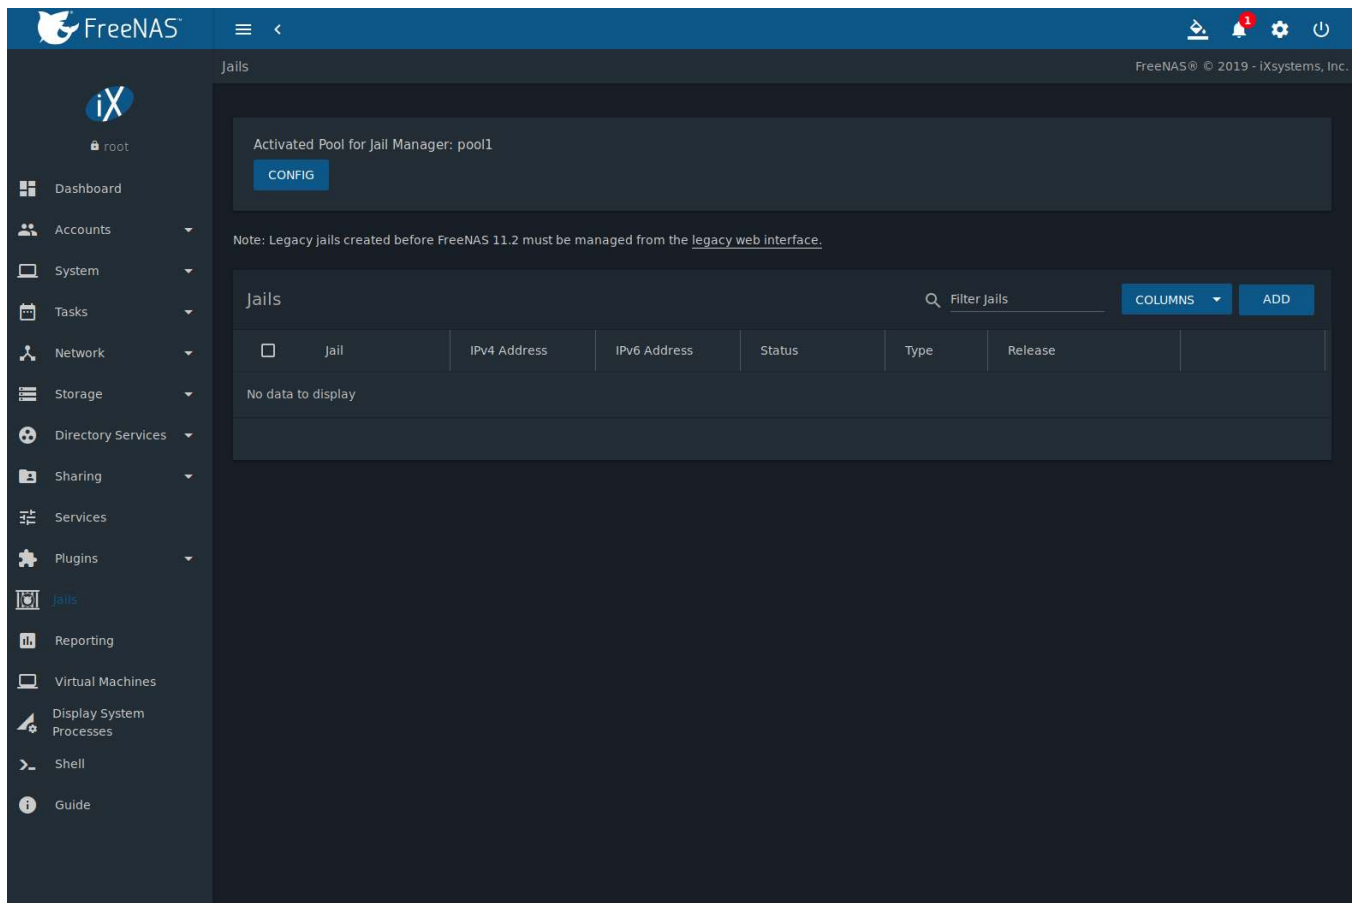 FreeNAS™
1
Jails
FreeNAS® © 2019 - iXsystems, Inc.
iX
root
Dashboard
Accounts
System
Tasks
Network
Storage
Directory Services
Sharing
Services
Plugins
Jails
Reporting
Virtual Machines
Display System
Processes
Shell
Guide
Activated Pool for Jail Manager: pool1
CONFIG
Note: Legacy jails created before FreeNAS 11.2 must be managed from the legacy web interface.
Jails
Filter Jails
COLUMNS
ADD
Jail IPv4 Address IPv6 Address Status Type Release
No data to display